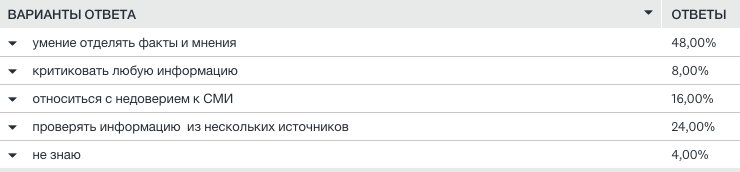 ВАРИАНТЫ ОТВЕТА ОТВЕТЫ
умение отделять факты и мнения 48,00%
критиковать любую информацию 8,00%
относиться с недоверием к СМИ 16,00%
проверять информацию из нескольких источников 24,00%
не знаю 4,00%